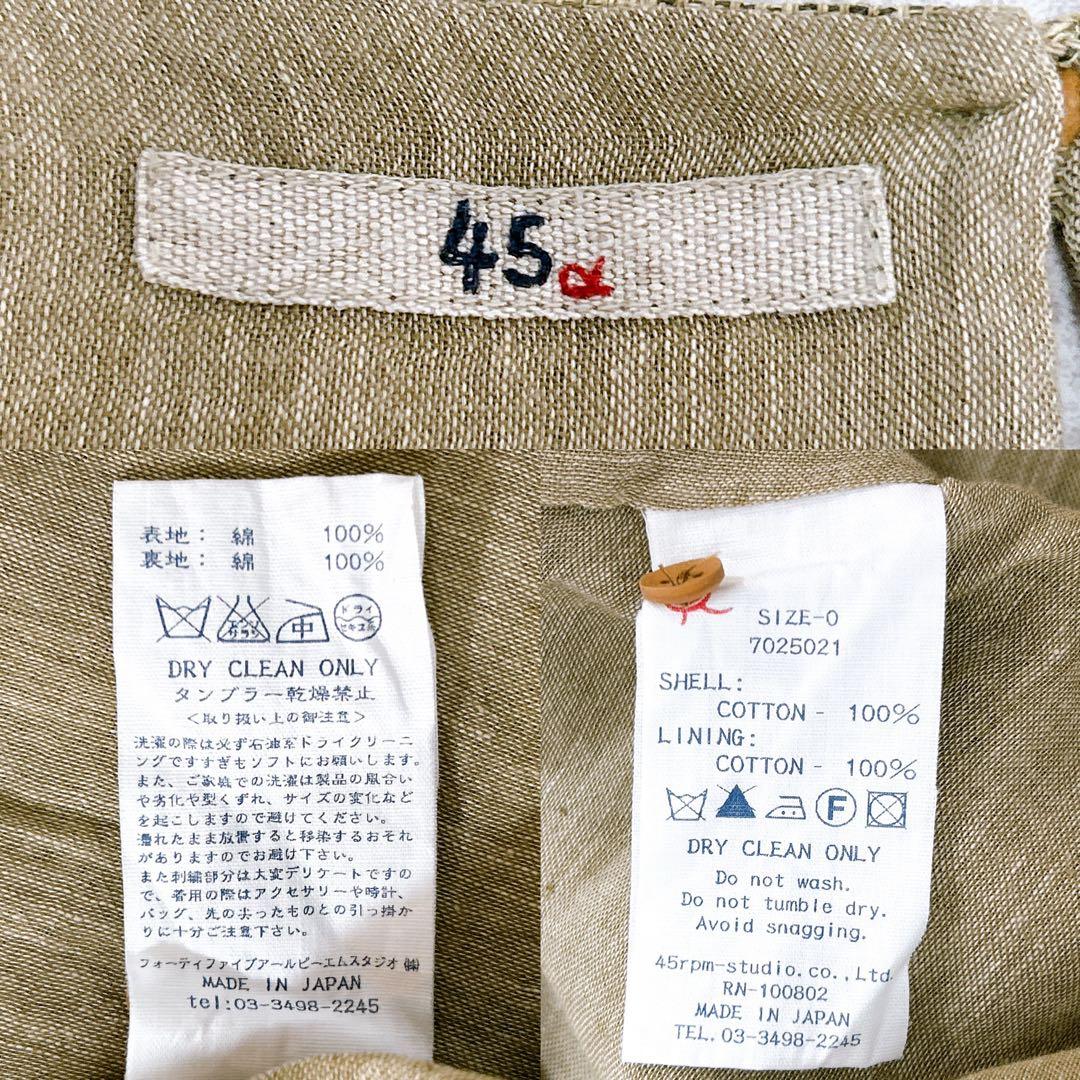 45R
表地： 綿 100%
裏地： 綿 100%
エンソ サラシ 中 ドライ セキユ系
DRY CLEAN ONLY
タンブラー乾燥禁止
＜取り扱い上の御注意＞
洗濯の際は必ず石油系ドライクリーニ
ングですすぎもソフトにお願いします。
また、ご家庭での洗濯は製品の風合い
や劣化や型くずれ、サイズの変化など
を起こしますので避けてください。
濡れたまま放置すると移染するおそれ
がありますのでお避け下さい。
また刺繍部分は大変デリケートですの
で、着用の際はアクセサリーや時計、
バッグ、先の尖ったものとの引っ掛か
りに十分ご注意下さい。
フォーティファイブアールピーエムスタジオ㈱
MADE IN JAPAN
tel:03-3498-2245
SIZE-0
7025021
SHELL:
COTTON - 100%
LINING:
COTTON - 100%
F
DRY CLEAN ONLY
Do not wash.
Do not tumble dry.
Avoid snagging.
45rpm-studio.co.,Ltd.
RN-100802
MADE IN JAPAN
TEL.03-3498-2245